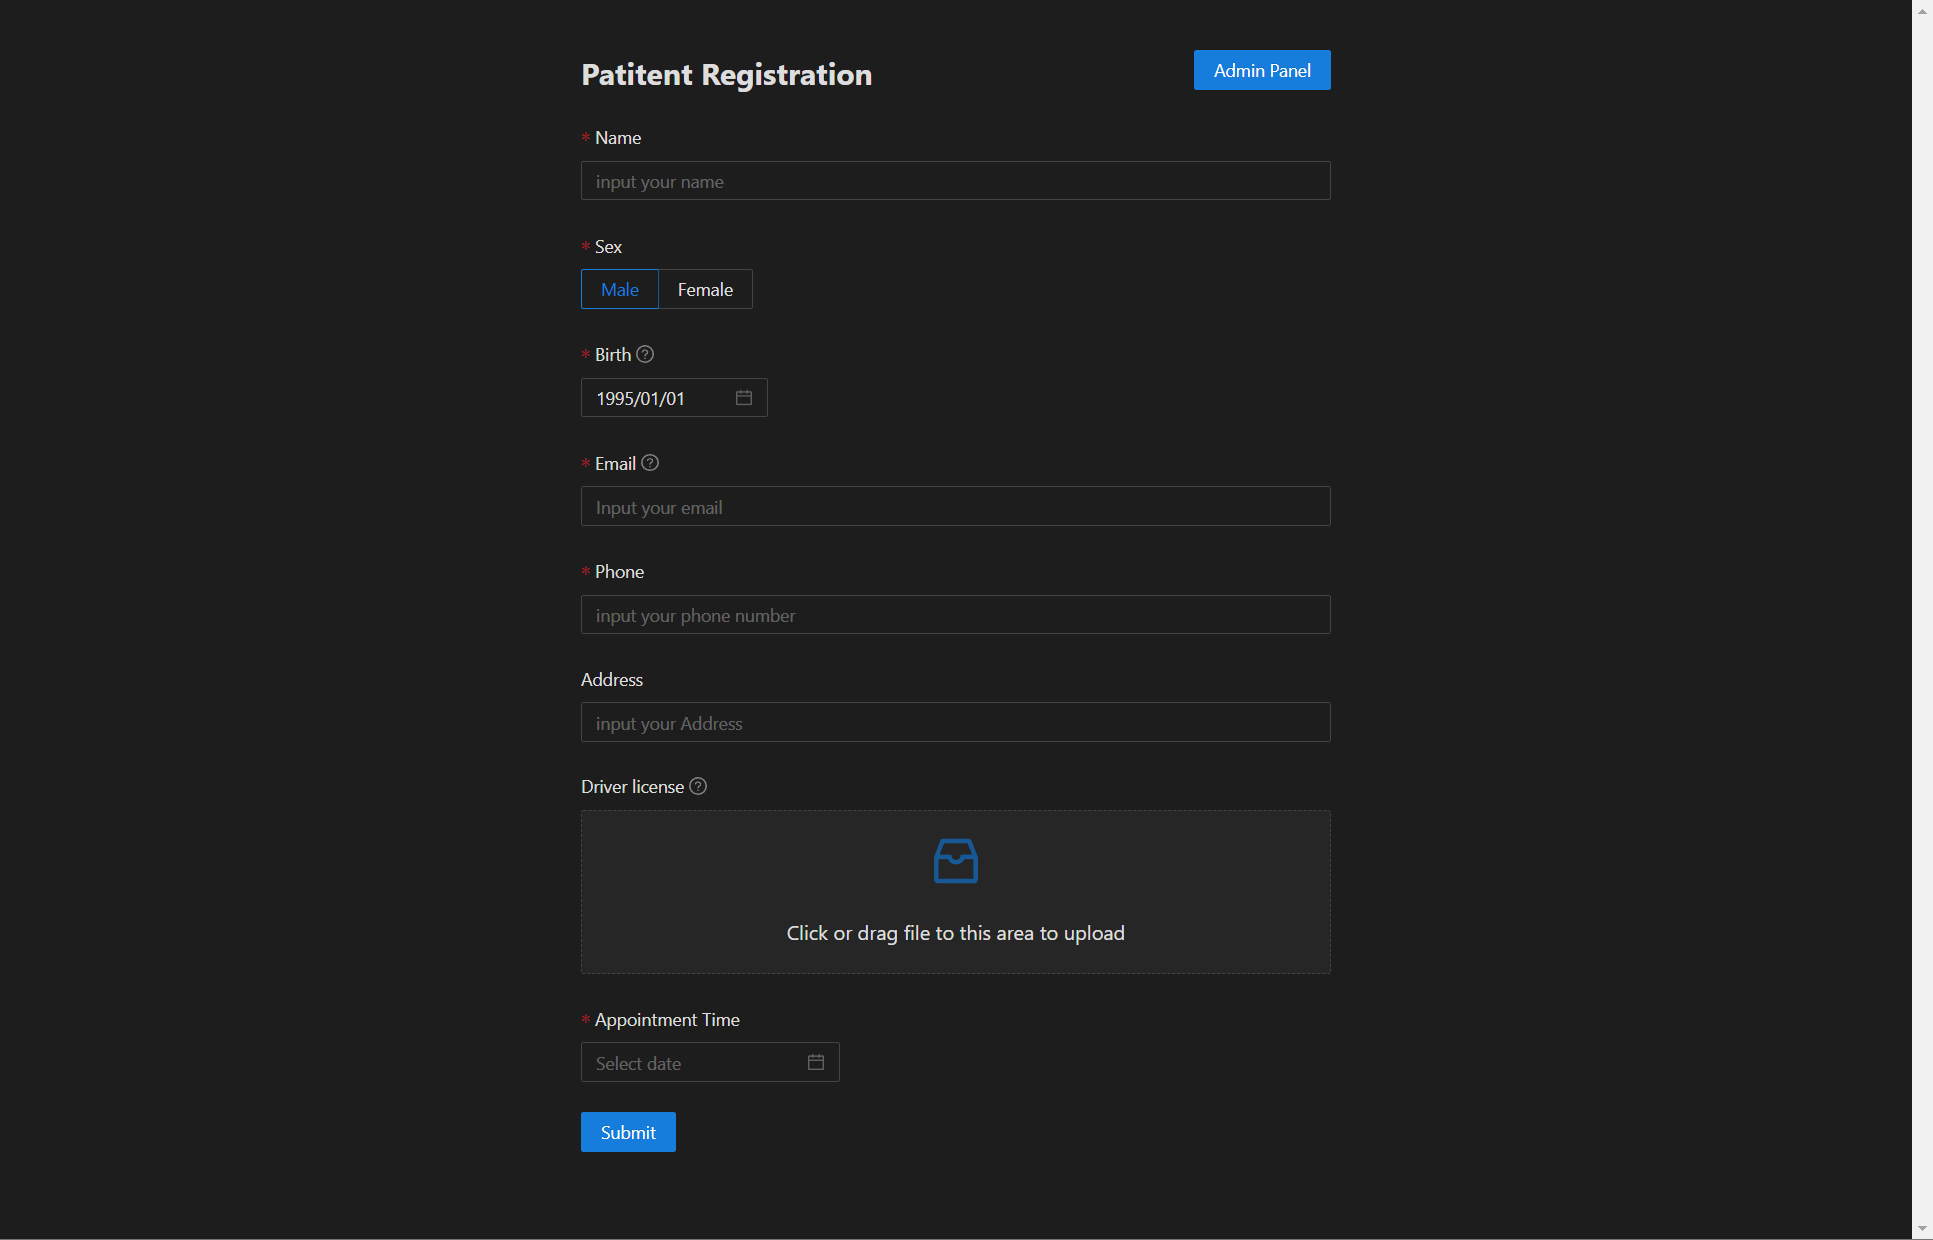 Patitent Registration
Admin Panel
* Name
input your name
* Sex
Male Female
* Birth
1995/01/01
* Email
Input your email
* Phone
input your phone number
Address
input your Address
Driver license
Click or drag file to this area to upload
* Appointment Time
Select date
Submit